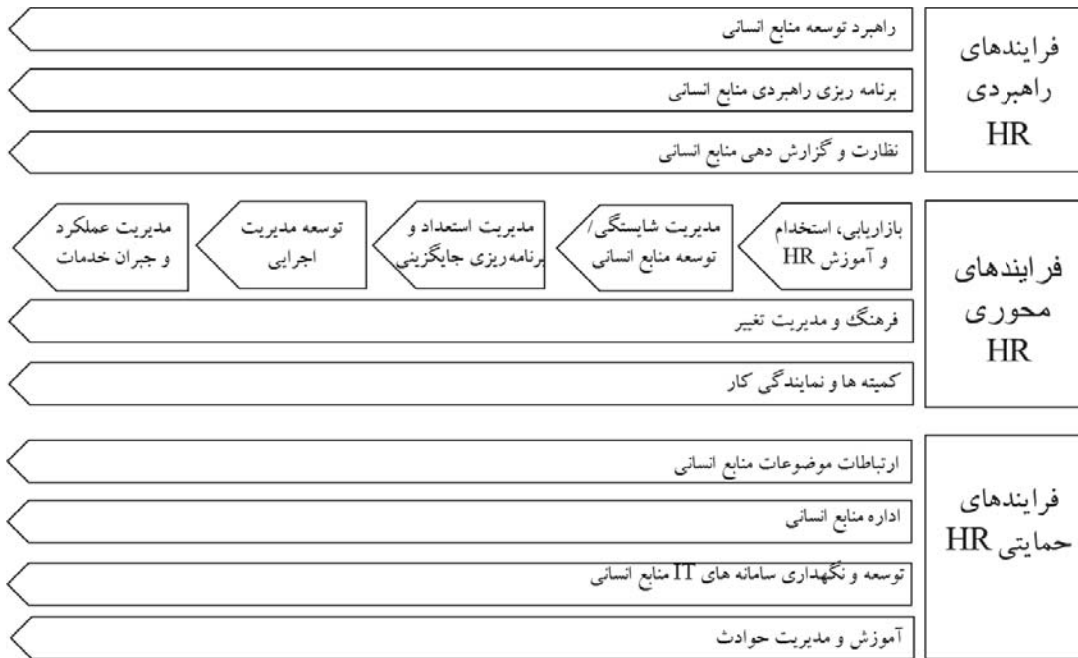 فرایندهای
راهبردی
HR
راهبرد توسعه منابع انسانی
برنامه ریزی راهبردی منابع انسانی
نظارت و گزارش دهی منابع انسانی
فرایندهای
محوری
HR
بازاریابی، استخدام
و آموزش HR
مدیریت شایستگی/
توسعه منابع انسانی
مدیریت استعداد و
برنامه‌ریزی جایگزینی
توسعه مدیریت
اجرایی
مدیریت عملکرد
و جبران خدمات
فرهنگ و مدیریت تغییر
کمیته ها و نمایندگی کار
فرایندهای
حمایتی HR
ارتباطات موضوعات منابع انسانی
اداره منابع انسانی
توسعه و نگهداری سامانه های IT منابع انسانی
آموزش و مدیریت حوادث